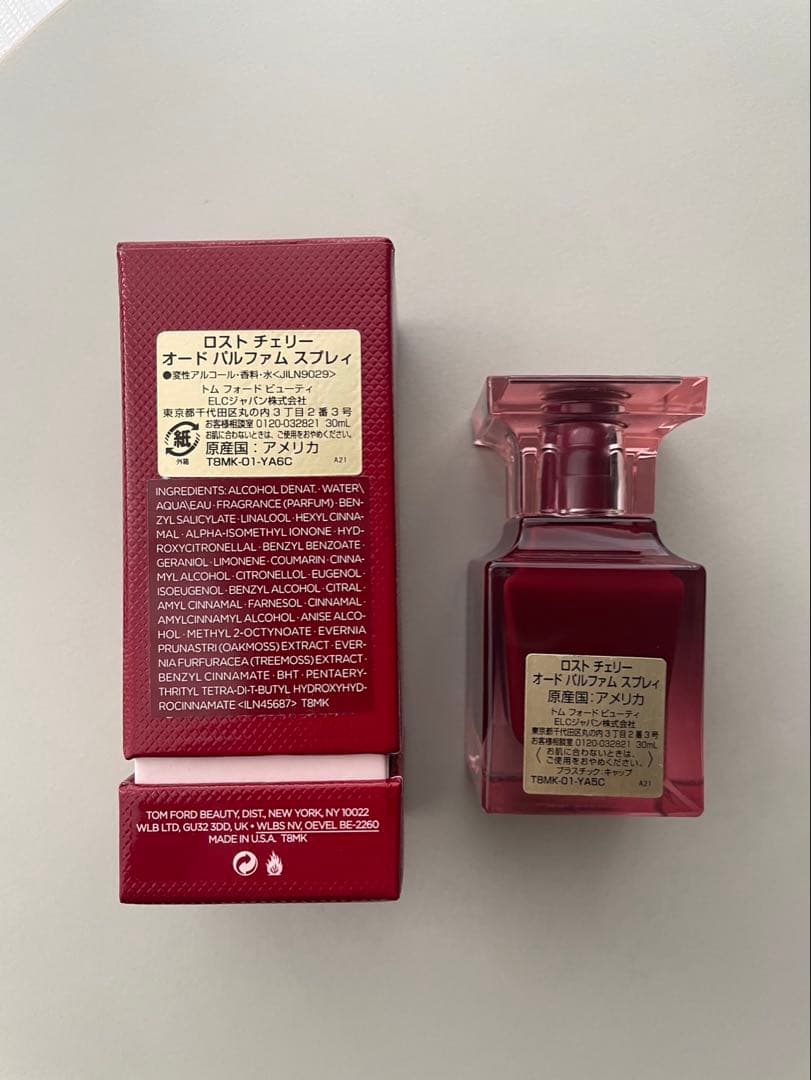 ロスト チェリー
オード パルファム スプレィ
●変性アルコール・香料・水<JILN9029>
トム フォード ビューティ
ELCジャパン株式会社
東京都千代田区丸の内3丁目2番3号
お客様相談室 0120-032821 30mL
お肌に合わないときは、ご使用をおやめください。
紙
外箱
原産国：アメリカ
T8MK-01-YA6C A21
INGREDIENTS: ALCOHOL DENAT. · WATER\
AQUA\EAU · FRAGRANCE (PARFUM) · BEN-
ZYL SALICYLATE · LINALOOL · HEXYL CINNA-
MAL · ALPHA-ISOMETHYL IONONE · HYD-
ROXYCITRONELLAL · BENZYL BENZOATE ·
GERANIOL · LIMONENE · COUMARIN · CINNA-
MYL ALCOHOL · CITRONELLOL · EUGENOL ·
ISOEUGENOL · BENZYL ALCOHOL · CITRAL ·
AMYL CINNAMAL · FARNESOL · CINNAMAL ·
AMYLCINNAMYL ALCOHOL · ANISE ALCO-
HOL · METHYL 2-OCTYNOATE · EVERNIA
PRUNASTRI (OAKMOSS) EXTRACT · EVER-
NIA FURFURACEA (TREEMOSS) EXTRACT ·
BENZYL CINNAMATE · BHT · PENTAERY-
THRITYL TETRA-DI-T-BUTYL HYDROXYHYD-
ROCINNAMATE <ILN45687> T8MK
TOM FORD BEAUTY, DIST., NEW YORK, NY 10022
WLB LTD, GU32 3DD, UK • WLBS NV, OEVEL BE-2260
MADE IN U.S.A. T8MK
ロスト チェリー
オード パルファム スプレィ
原産国：アメリカ
トム フォード ビューティ
ELCジャパン株式会社
東京都千代田区丸の内3丁目2番3号
お客様相談室 0120-032821 30mL
〈お肌に合わないときは、
ご使用をおやめください。〉
プラスチック：キャップ
T8MK-01-YA5C A21